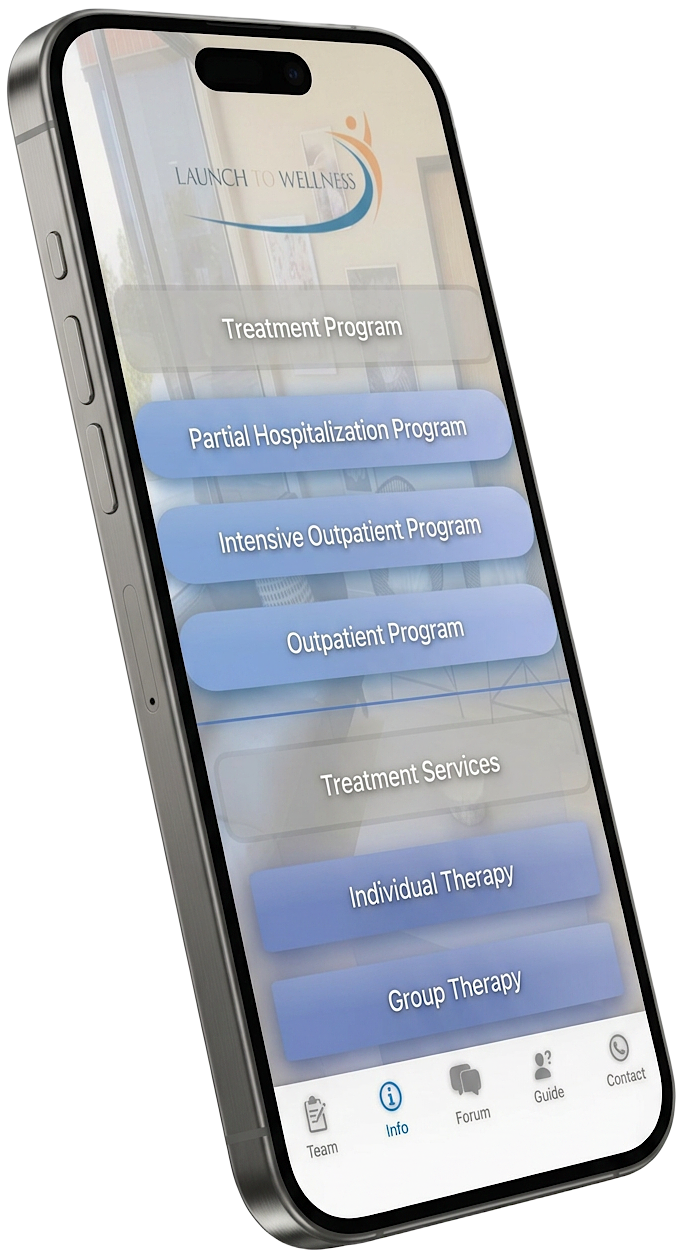 LAUNCH TO WELLNESS
Treatment Program
Partial Hospitalization Program
Intensive Outpatient Program
Outpatient Program
Treatment Services
Individual Therapy
Group Therapy
Team
Info
Forum
Guide
Contact